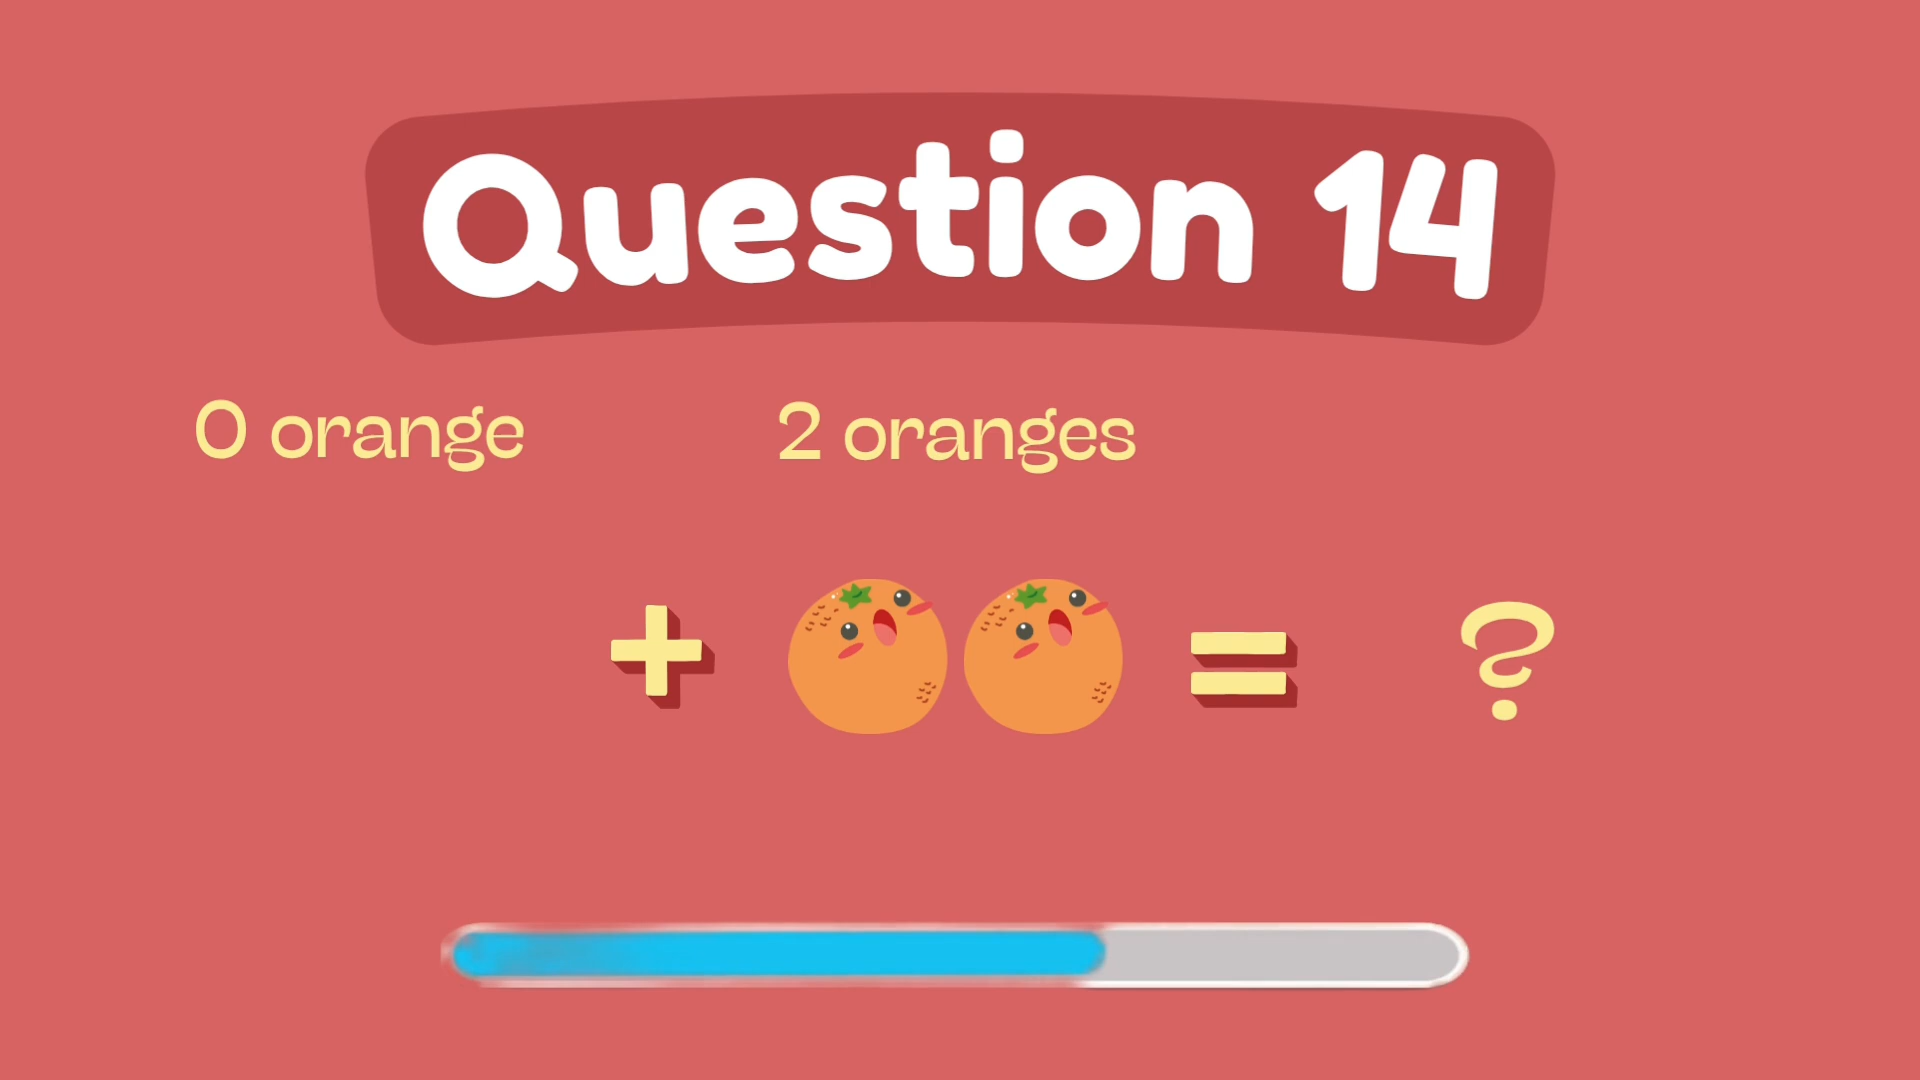 Question 14
0 orange 2 oranges
+ = ?